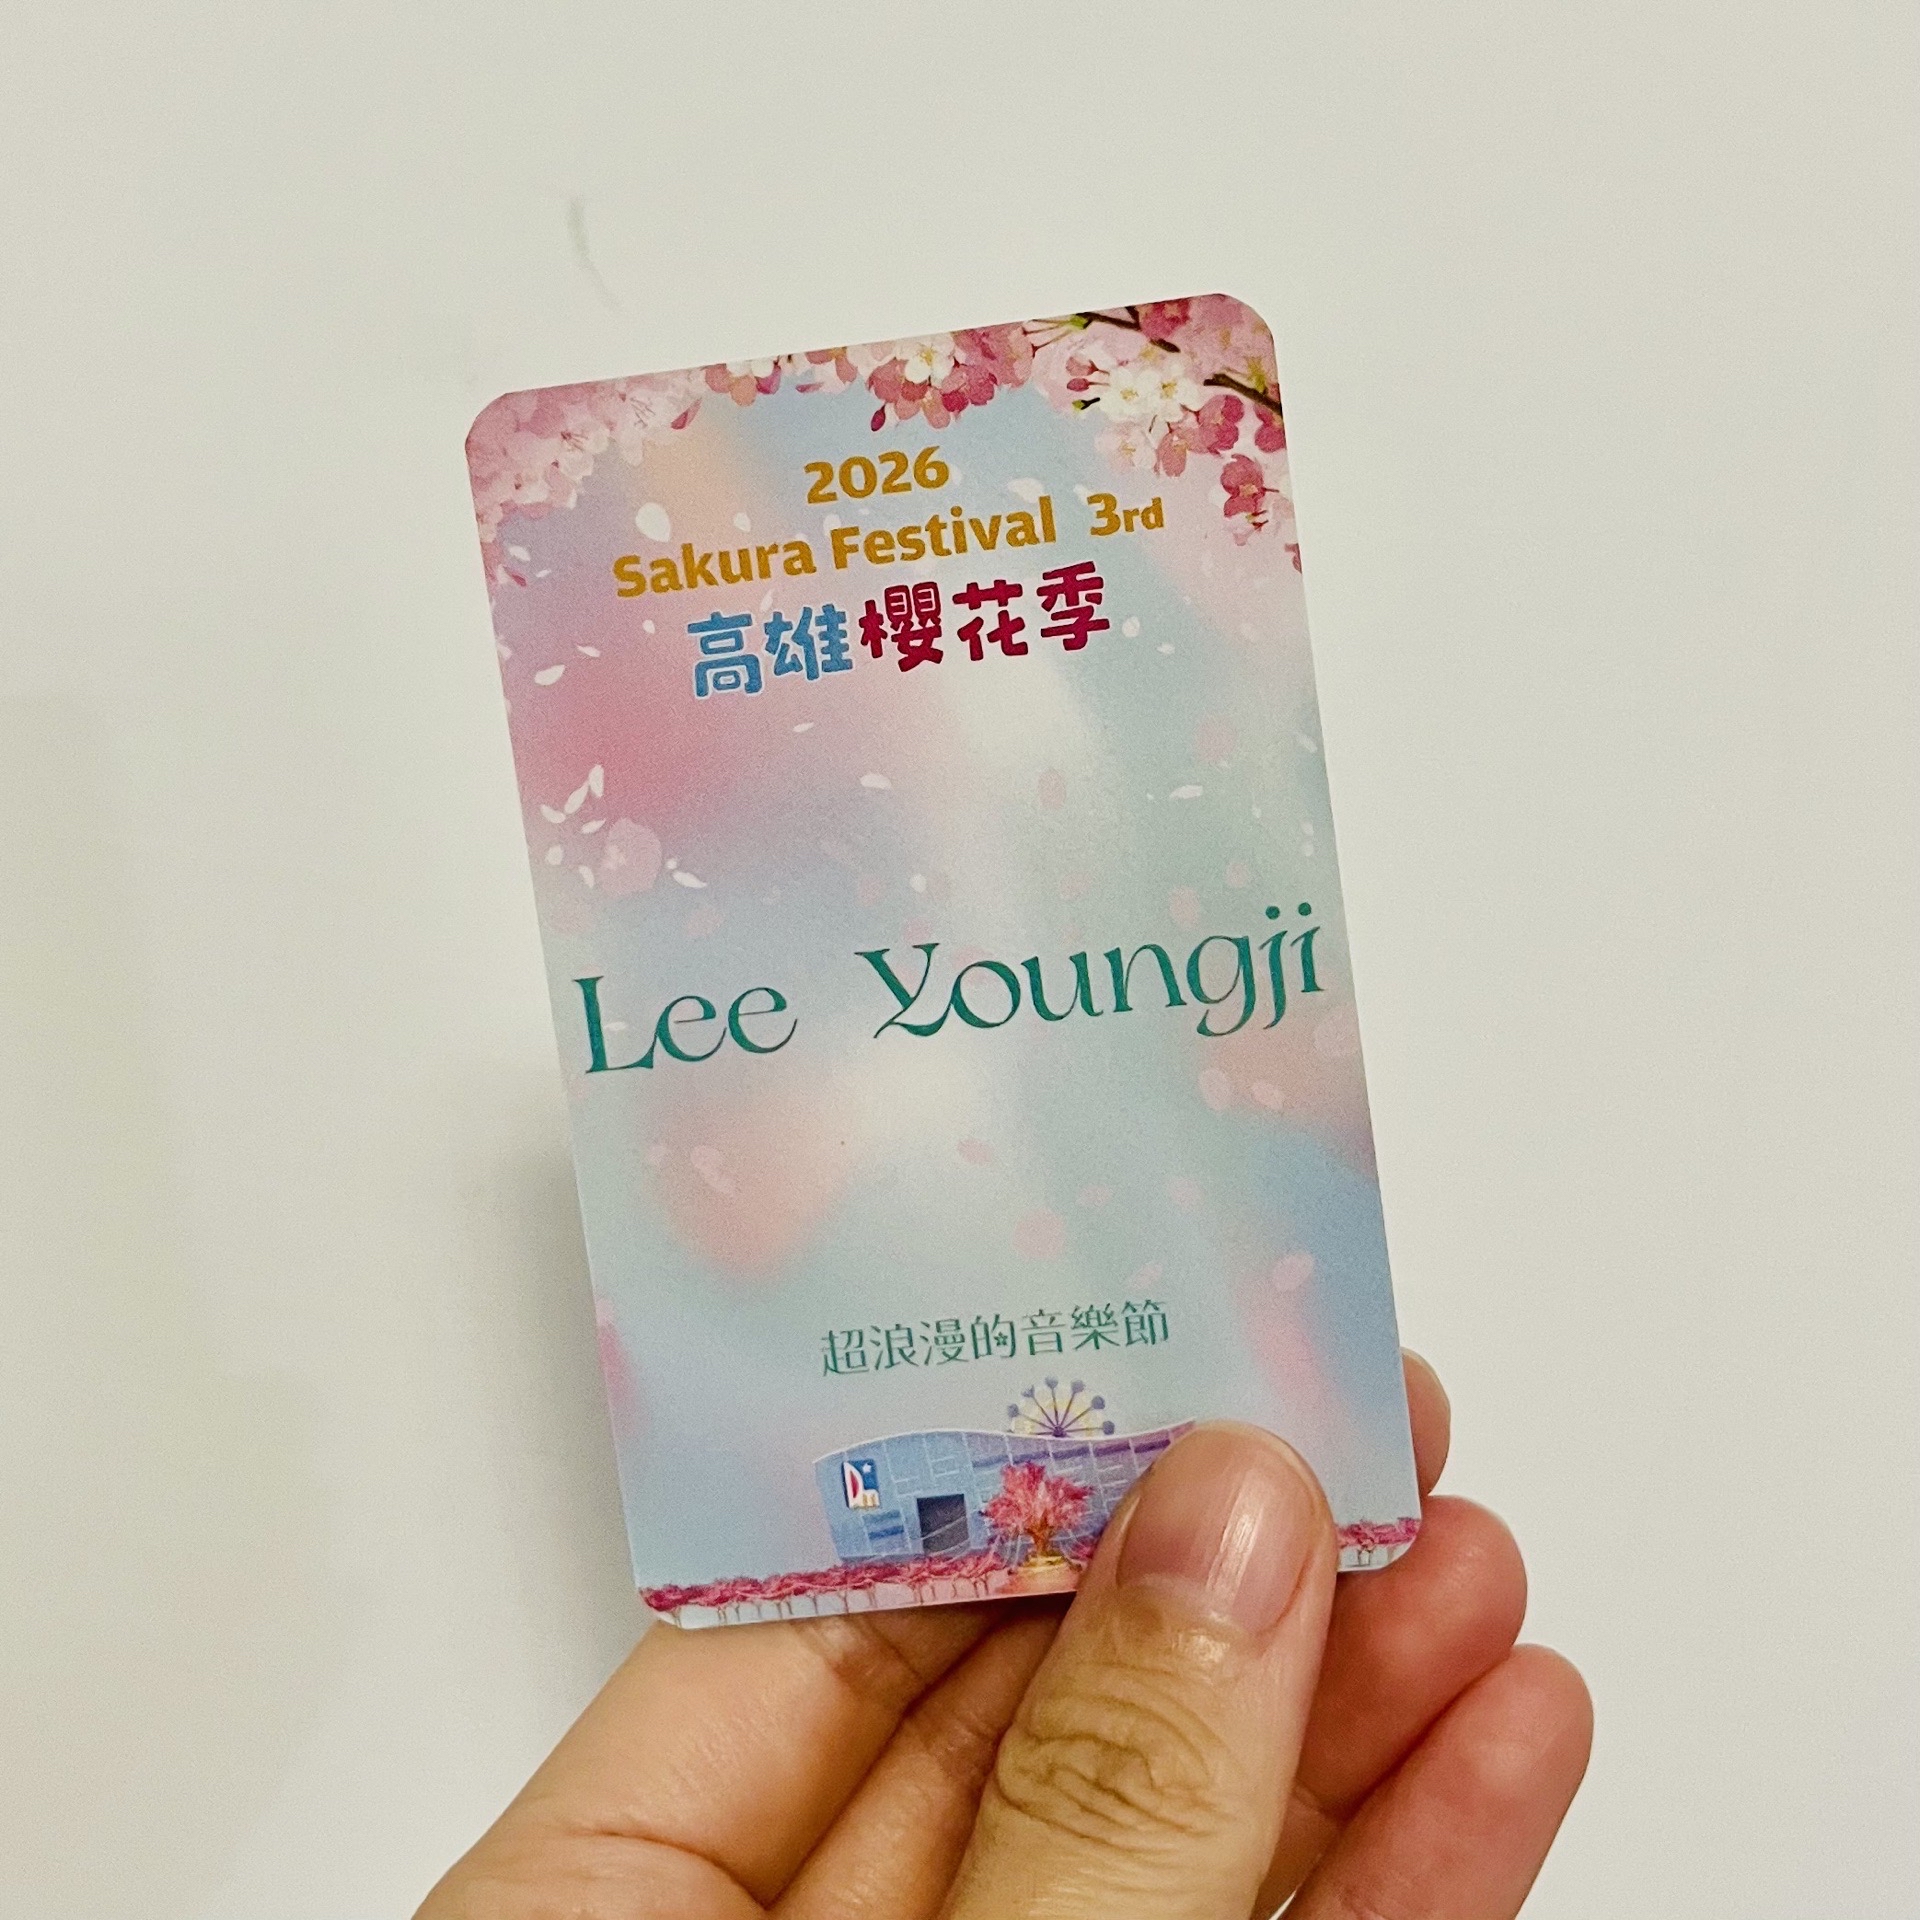 2026
Sakura Festival 3rd
高雄櫻花季
Lee Youngji
超浪漫的音樂節